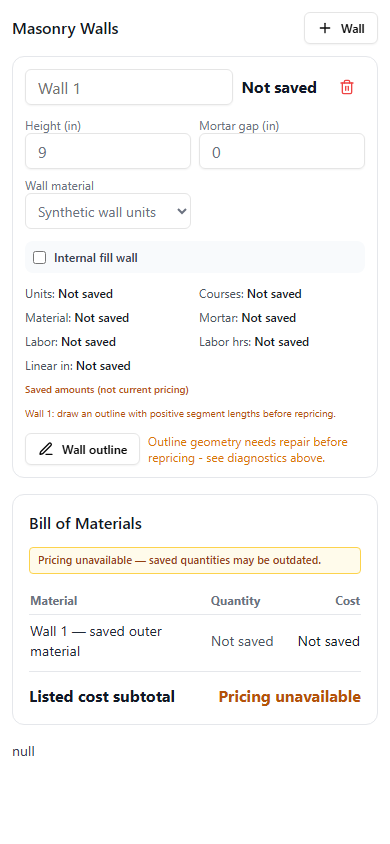 Masonry Walls
+ Wall
Wall 1
Not saved
Height (in)
Mortar gap (in)
9
0
Wall material
Synthetic wall units
Internal fill wall
Units: Not saved
Courses: Not saved
Material: Not saved
Mortar: Not saved
Labor: Not saved
Labor hrs: Not saved
Linear in: Not saved
Saved amounts (not current pricing)
Wall 1: draw an outline with positive segment lengths before repricing.
Wall outline
Outline geometry needs repair before
repricing - see diagnostics above.
Bill of Materials
Pricing unavailable — saved quantities may be outdated.
Material Quantity Cost
Wall 1 — saved outer
material
Not saved
Not saved
Listed cost subtotal
Pricing unavailable
null